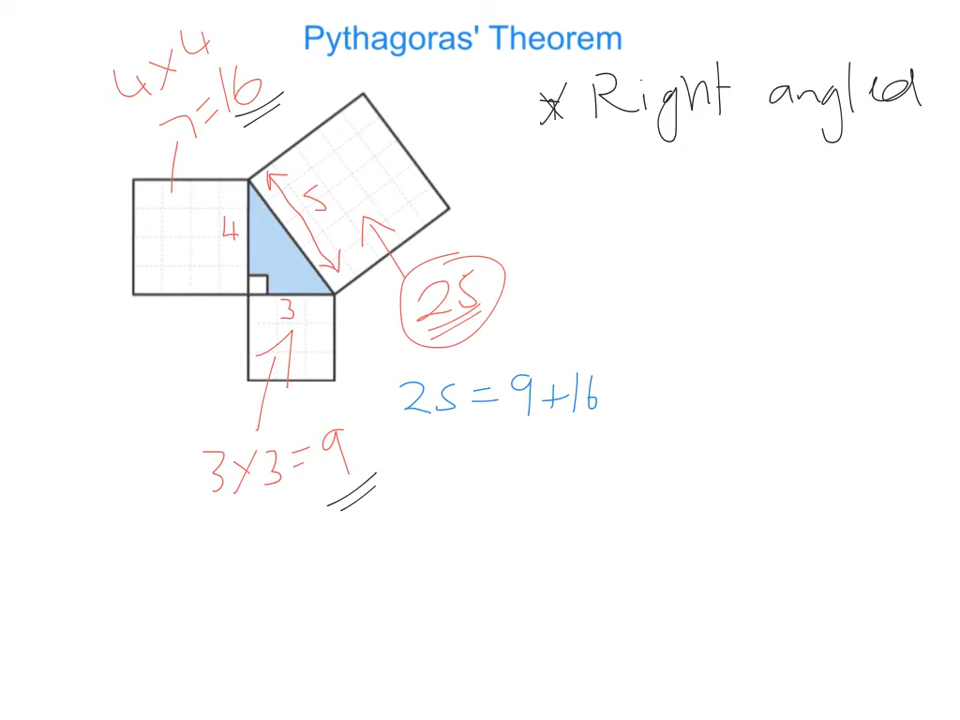 Pythagoras' Theorem
4×4
=16
* Right angled
5
4
3
25
25 = 9+16
3×3=9